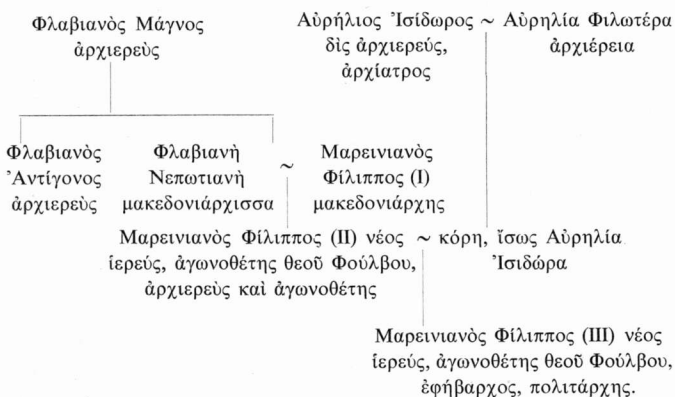 Φλαβιανὸς Μάγνος
ἀρχιερεὺς
Αὐρήλιος Ἰσίδωρος ~ Αὐρηλία Φιλωτέρα
δὶς ἀρχιερεύς, ἀρχιέρεια
ἀρχίατρος
Φλαβιανὸς Φλαβιανὴ Μαρεινιανὸς
Ἀντίγονος Νεπωτιανὴ ~ Φίλιππος (I)
ἀρχιερεὺς μακεδονιάρχισσα μακεδονιάρχης
Μαρεινιανὸς Φίλιππος (II) νέος ~ κόρη, ἴσως Αὐρηλία
ἱερεύς, ἀγωνοθέτης θεοῦ Φούλβου, Ἰσιδώρα
ἀρχιερεὺς καὶ ἀγωνοθέτης
Μαρεινιανὸς Φίλιππος (III) νέος
ἱερεύς, ἀγωνοθέτης θεοῦ Φούλβου,
ἐφήβαρχος, πολιτάρχης.